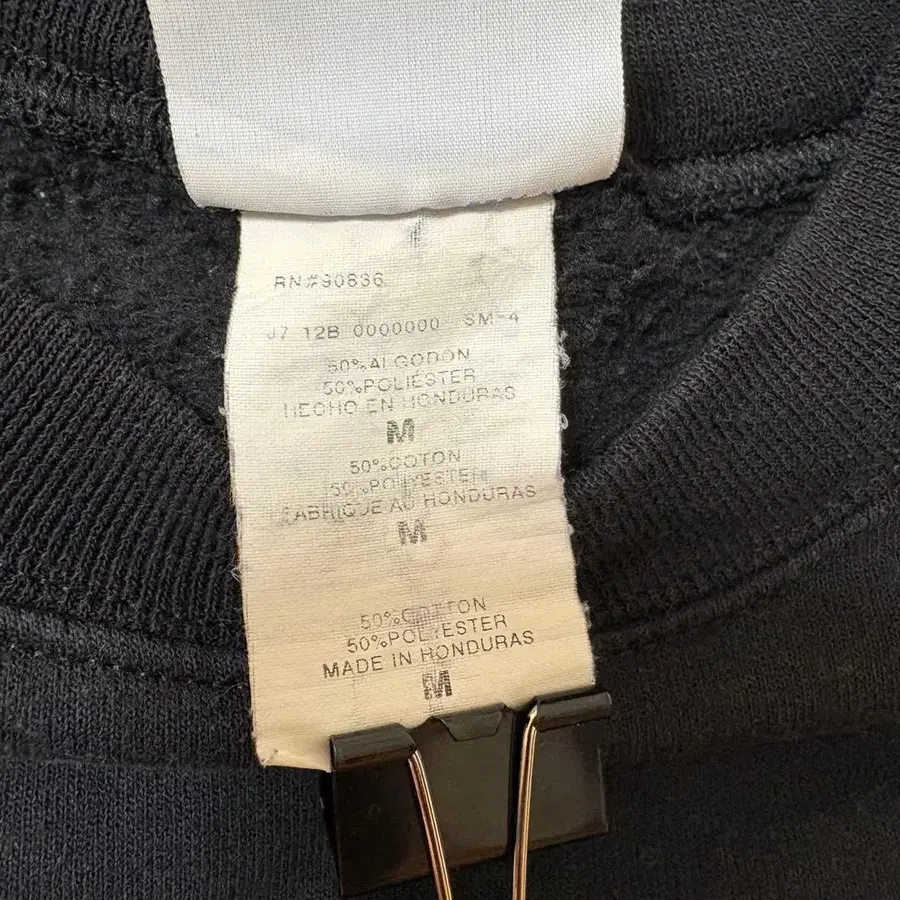 RN#90836
J7 12B 0000000 SM-4
50%ALGODON
50%POLIESTER
HECHO EN HONDURAS
M
50%COTON
50%POLYESTER
FABRIQUE AU HONDURAS
M
50%COTTON
50%POLYESTER
MADE IN HONDURAS
M